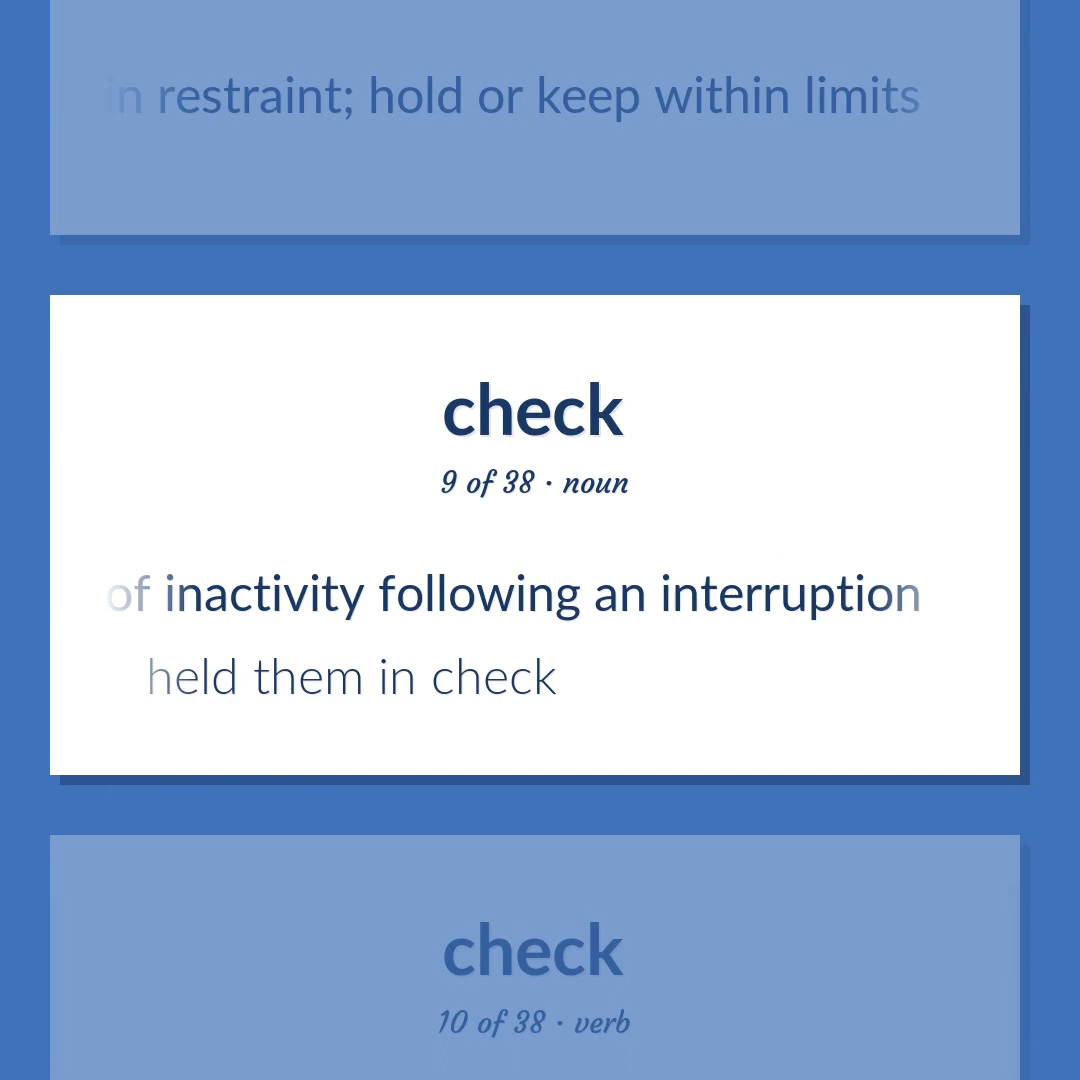 in restraint; hold or keep within limits
check
9 of 38 · noun
of inactivity following an interruption
held them in check
check
10 of 38 · verb